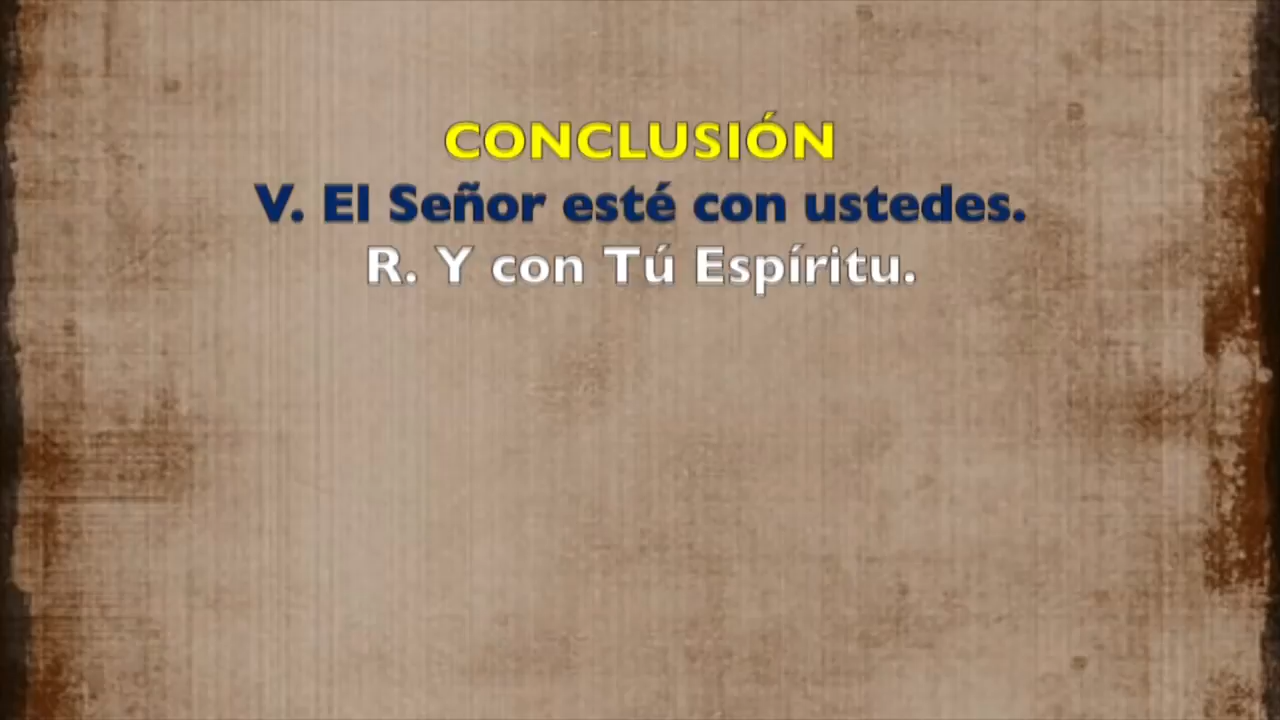 CONCLUSIÓN
V. El Señor esté con ustedes.
R. Y con Tú Espíritu.